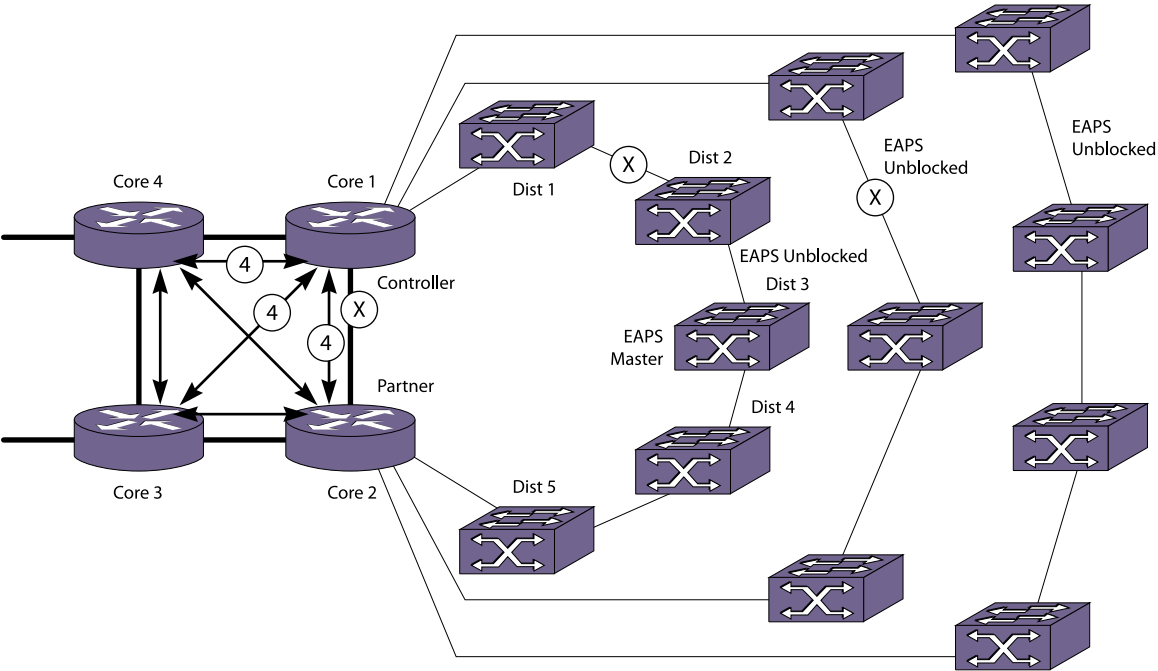 EAPS
Unblocked
EAPS
Unblocked
X
Dist 2
Dist 1
Core 4
Core 1
X
EAPS Unblocked
4
Controller
Dist 3
4
X
4
EAPS
Master
Partner
Dist 4
Core 3
Core 2
Dist 5